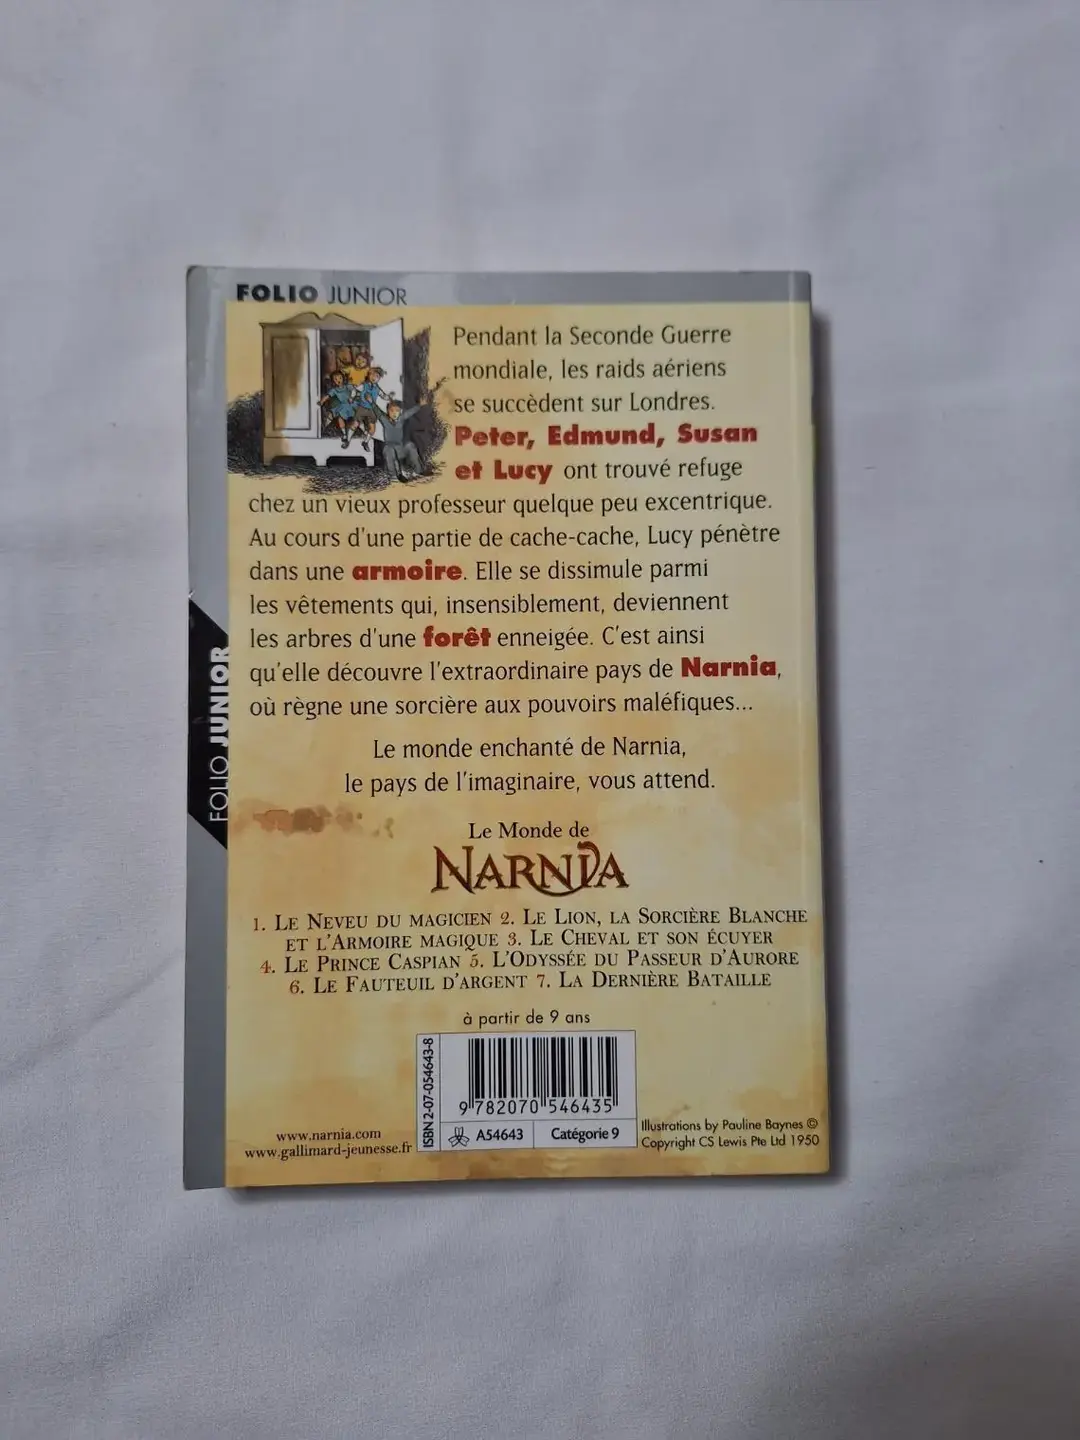 FOLIO JUNIOR
Pendant la Seconde Guerre
mondiale, les raids aériens
se succèdent sur Londres.
Peter, Edmund, Susan
et Lucy ont trouvé refuge
chez un vieux professeur quelque peu excentrique.
Au cours d'une partie de cache-cache, Lucy pénètre
dans une armoire. Elle se dissimule parmi
les vêtements qui, insensiblement, deviennent
les arbres d'une forêt enneigée. C'est ainsi
qu'elle découvre l'extraordinaire pays de Narnia,
où règne une sorcière aux pouvoirs maléfiques...
Le monde enchanté de Narnia,
le pays de l'imaginaire, vous attend.
FOLIO JUNIOR
Le Monde de
NARNIA
1. LE NEVEU DU MAGICIEN 2. LE LION, LA SORCIÈRE BLANCHE
ET L'ARMOIRE MAGIQUE 3. LE CHEVAL ET SON ÉCUYER
4. LE PRINCE CASPIAN 5. L'ODYSSÉE DU PASSEUR D'AURORE
6. LE FAUTEUIL D'ARGENT 7. LA DERNIÈRE BATAILLE
à partir de 9 ans
ISBN 2-07-054643-8
9 782070 546435
A54643 Catégorie 9
www.narnia.com
www.gallimard-jeunesse.fr
Illustrations by Pauline Baynes ©
Copyright CS Lewis Pte Ltd 1950